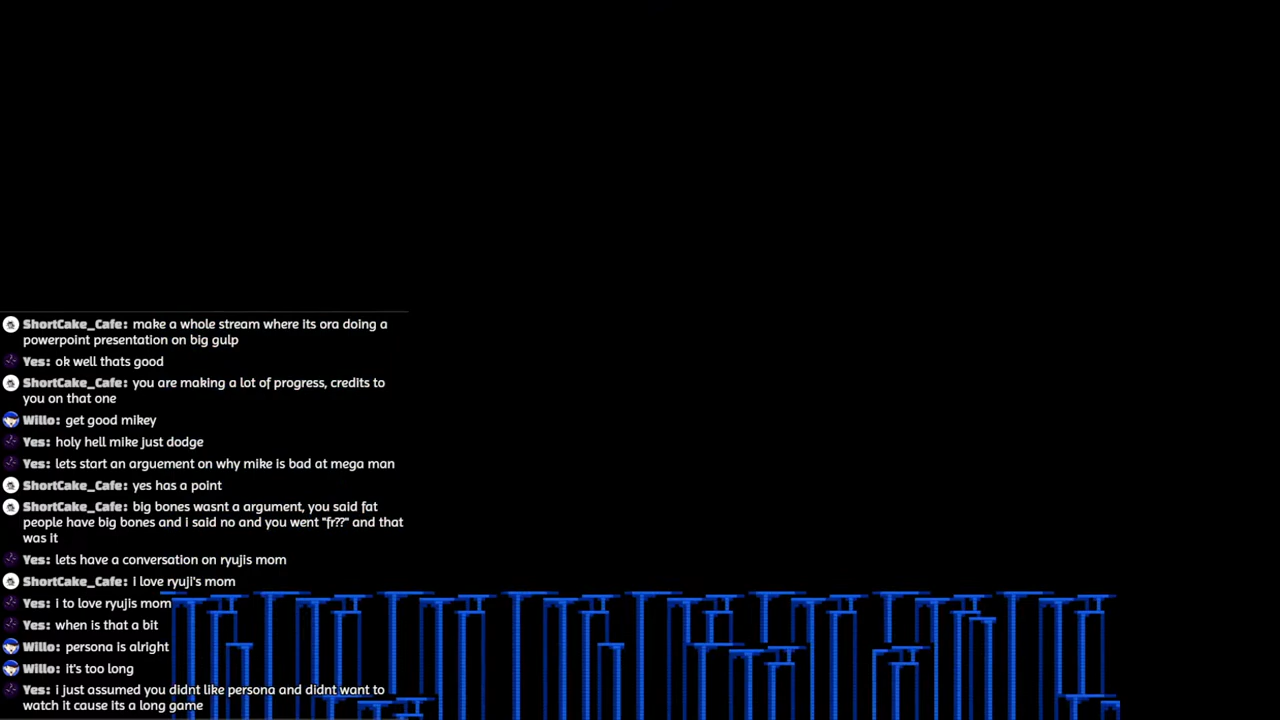 ShortCake_Cafe: make a whole stream where its ora doing a
powerpoint presentation on big gulp
Yes: ok well thats good
ShortCake_Cafe: you are making a lot of progress, credits to
you on that one
Willo: get good mikey
Yes: holy hell mike just dodge
Yes: lets start an arguement on why mike is bad at mega man
ShortCake_Cafe: yes has a point
ShortCake_Cafe: big bones wasnt a argument, you said fat
people have big bones and i said no and you went "fr??" and that
was it
Yes: lets have a conversation on ryujis mom
ShortCake_Cafe: i love ryuji's mom
Yes: i to love ryujis mom
Yes: when is that a bit
Willo: persona is alright
Willo: it's too long
Yes: i just assumed you didnt like persona and didnt want to
watch it cause its a long game